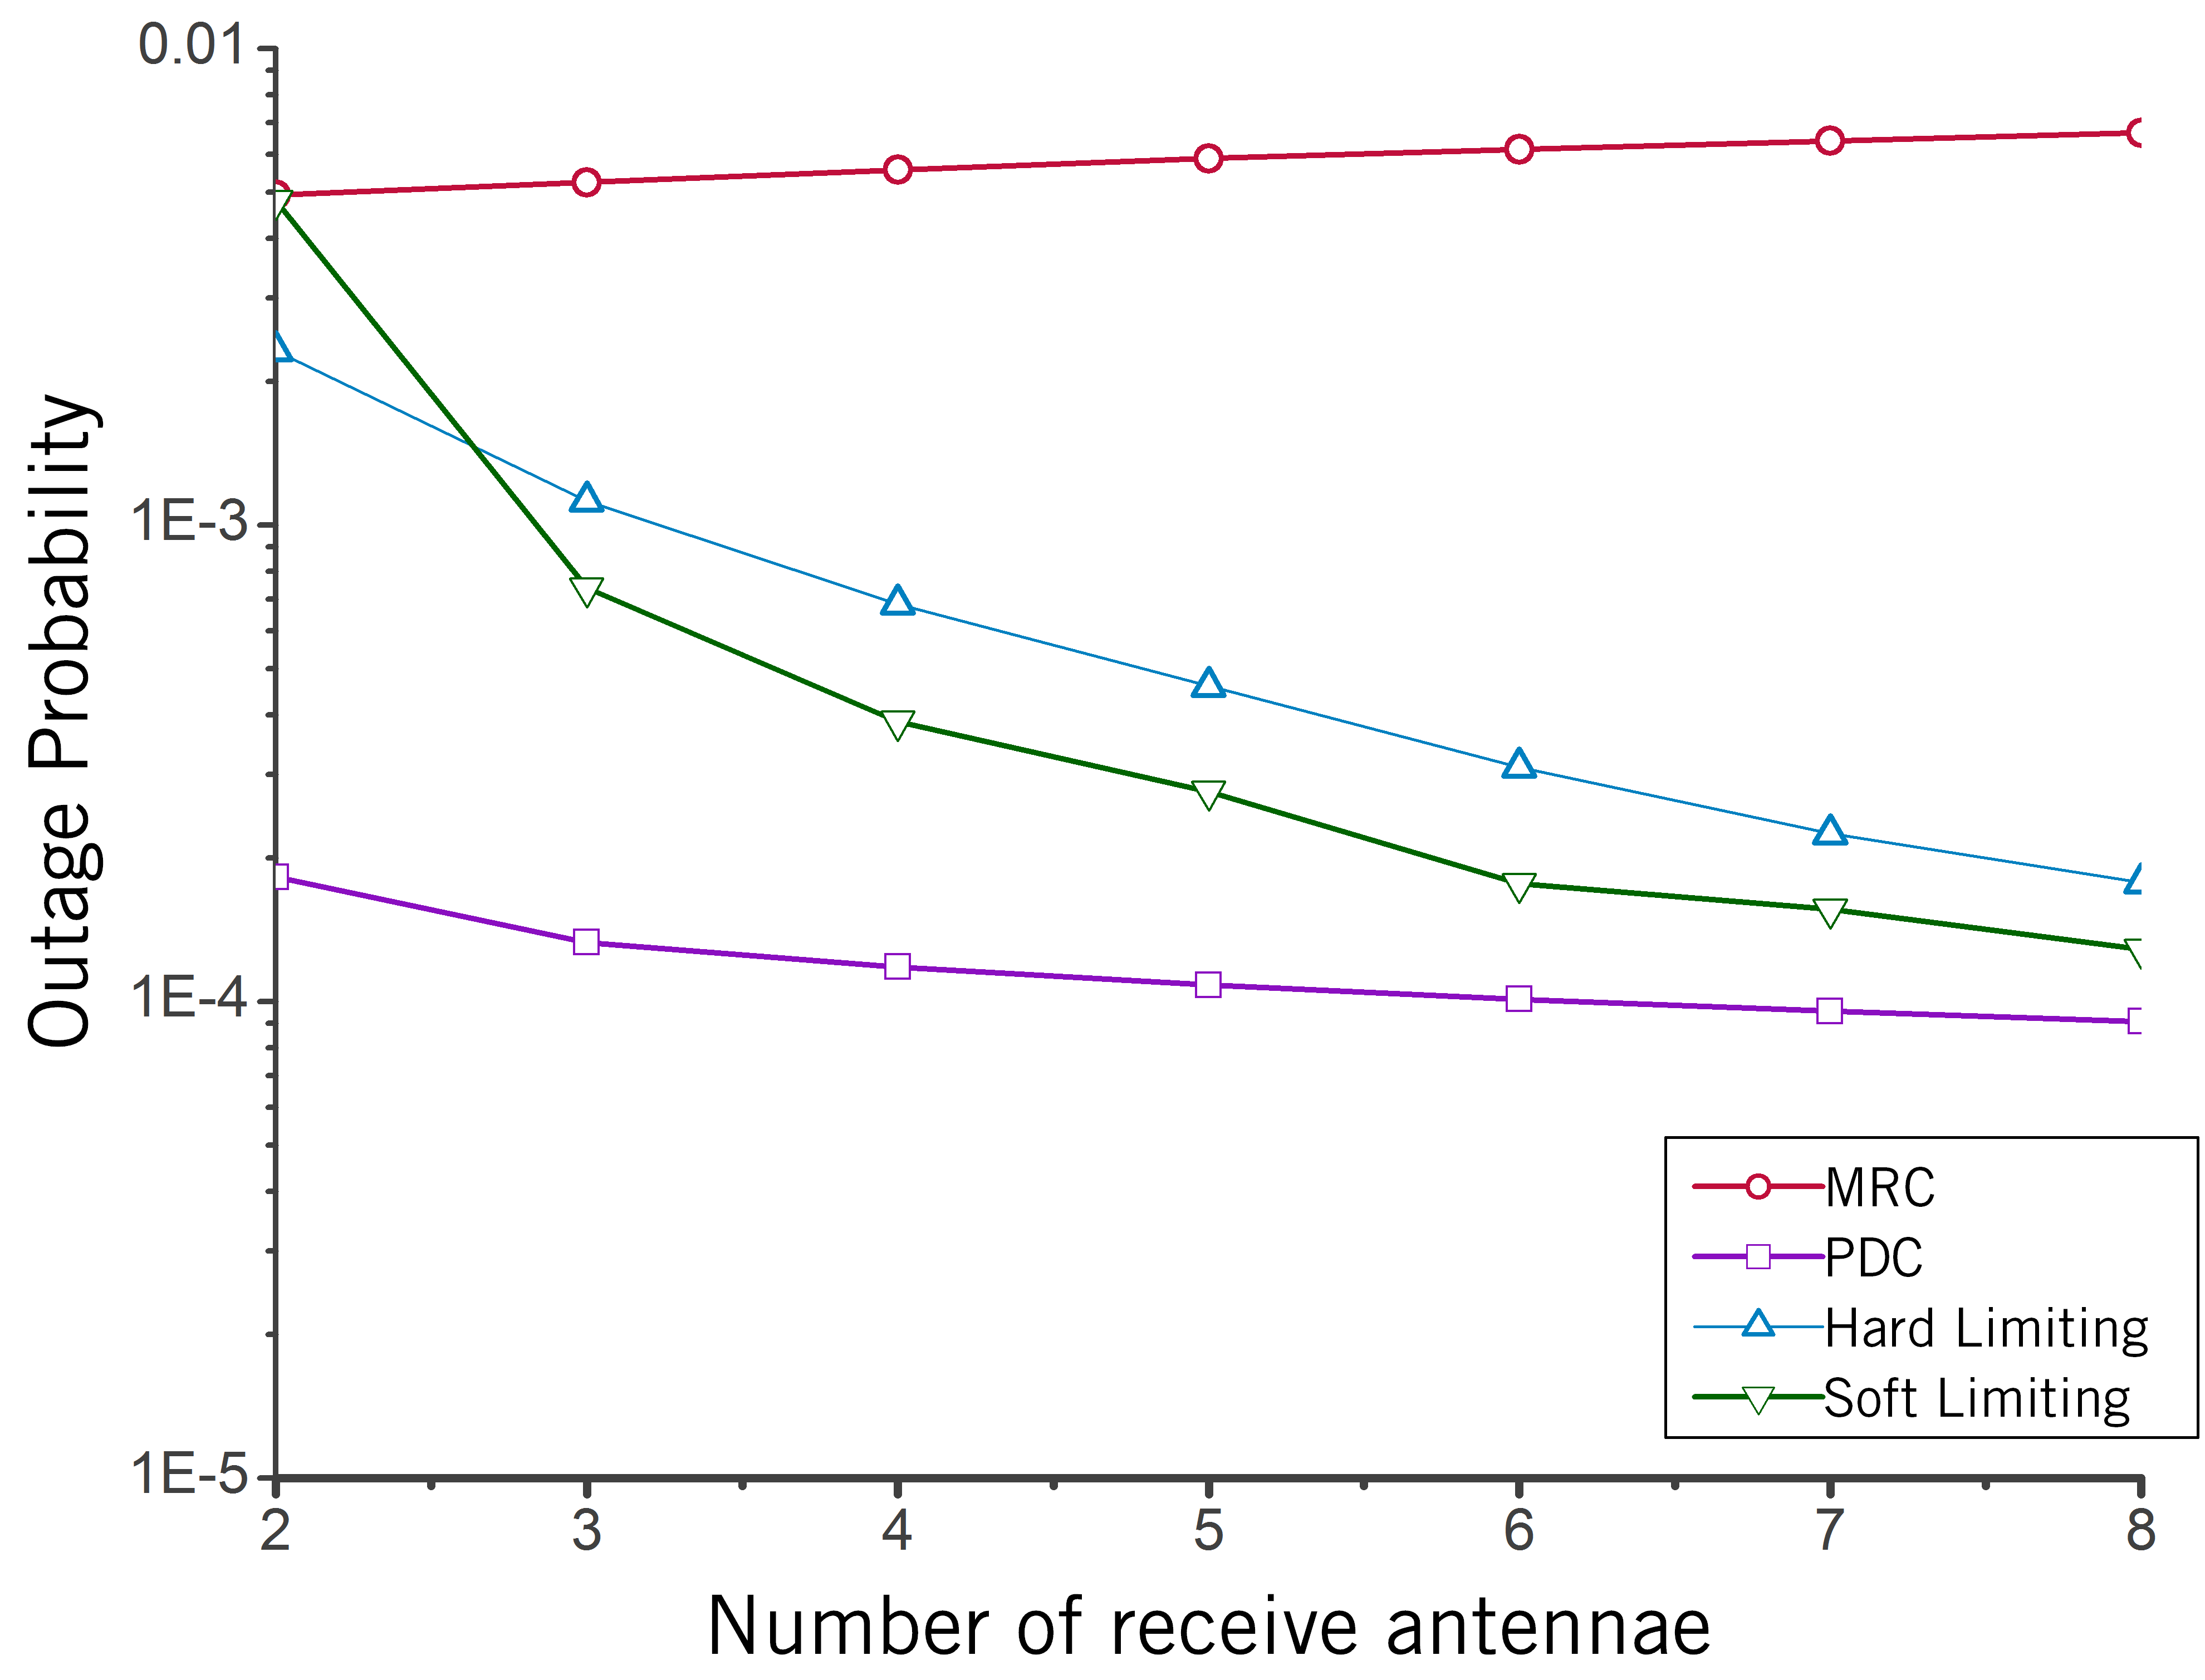 0.01
1E-3
1E-4
1E-5
Outage Probability
2 3 4 5 6 7 8
Number of receive antennae
MRC
PDC
Hard Limiting
Soft Limiting